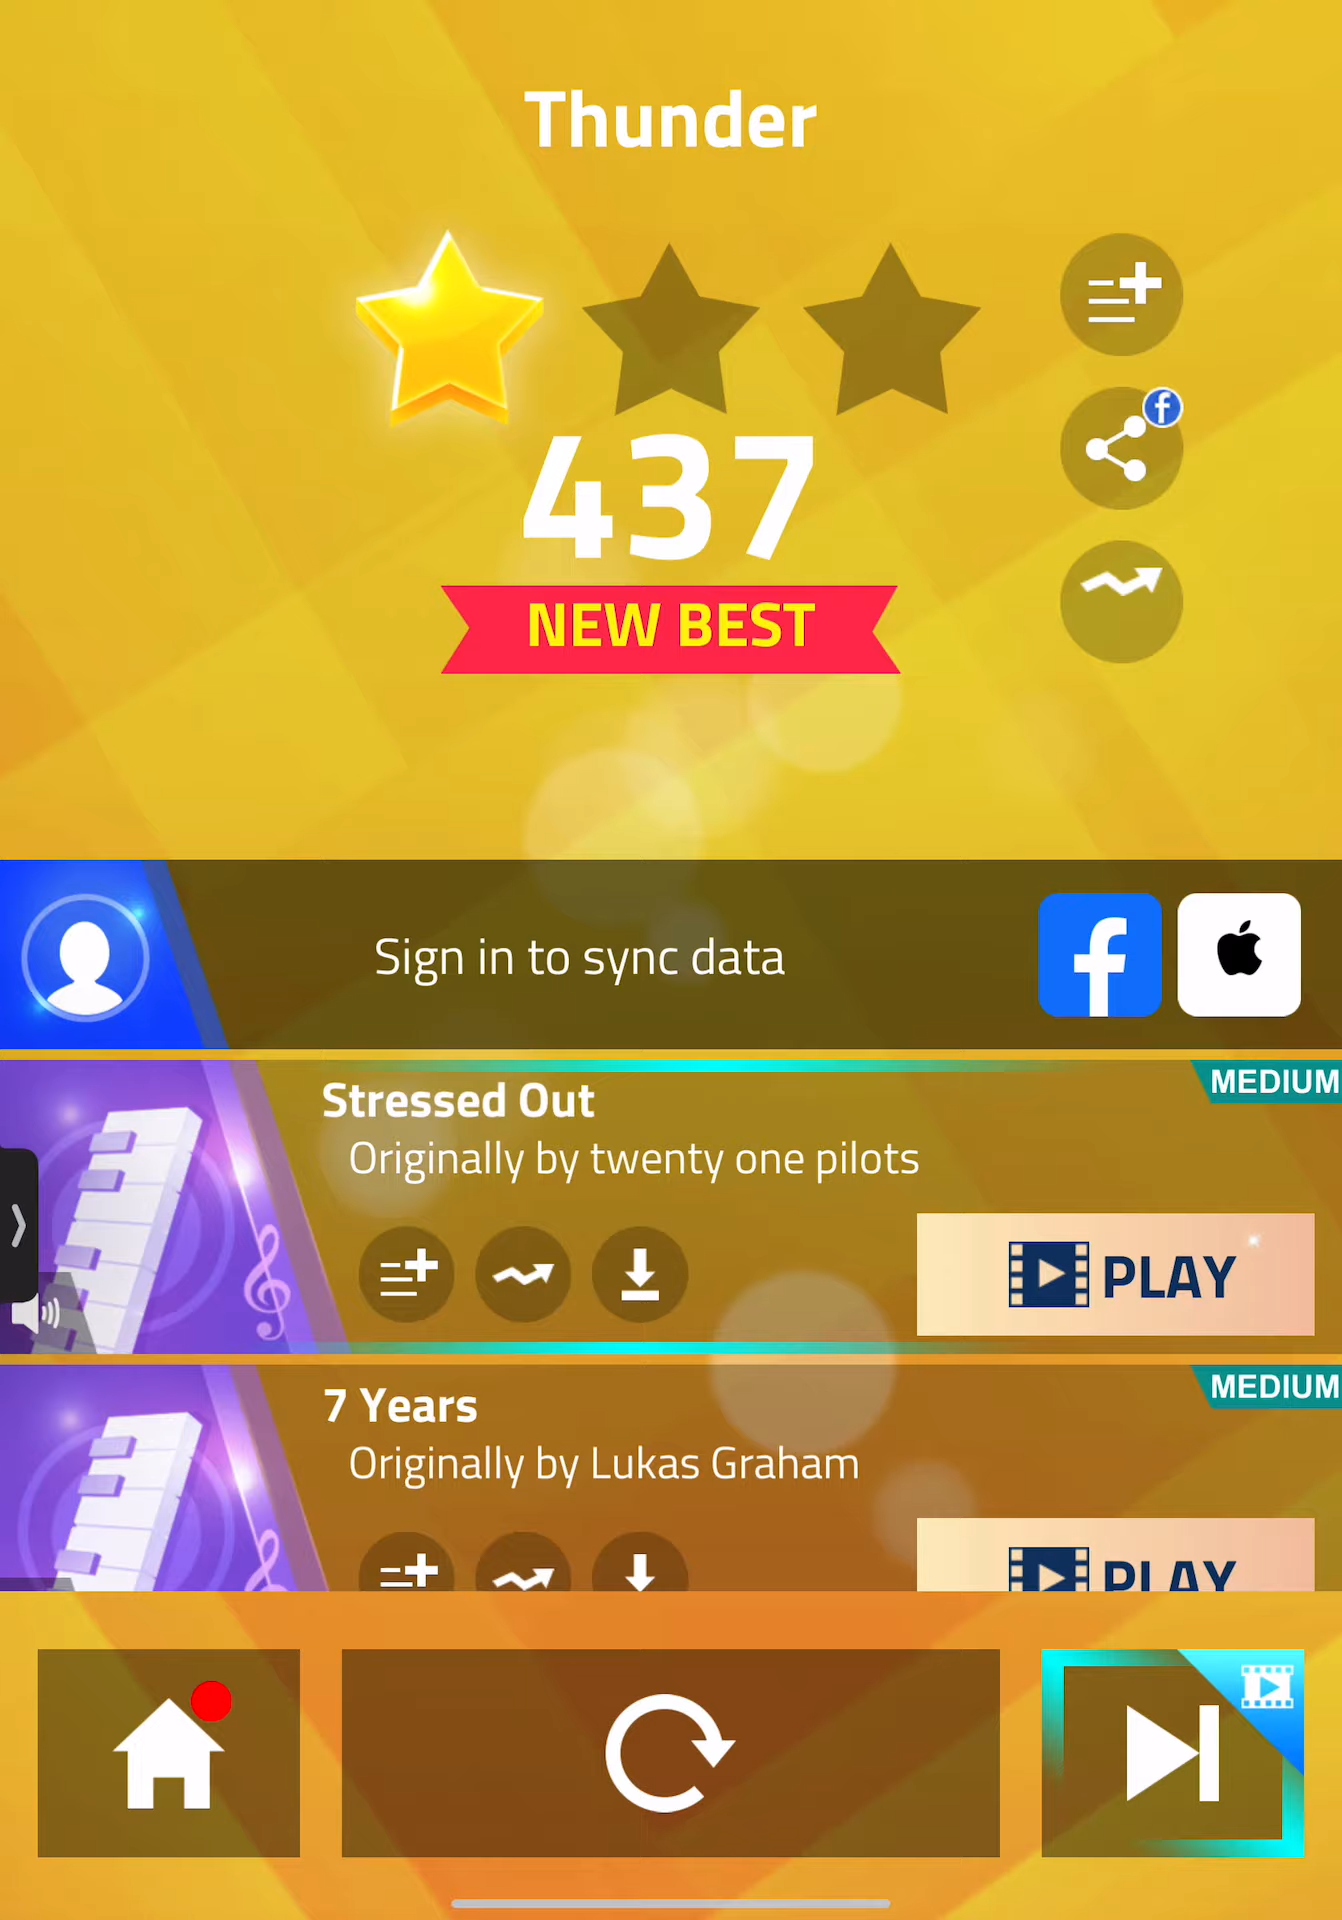 Thunder
437
NEW BEST
Sign in to sync data
MEDIUM
Stressed Out
Originally by twenty one pilots
PLAY
MEDIUM
7 Years
Originally by Lukas Graham
PLAY